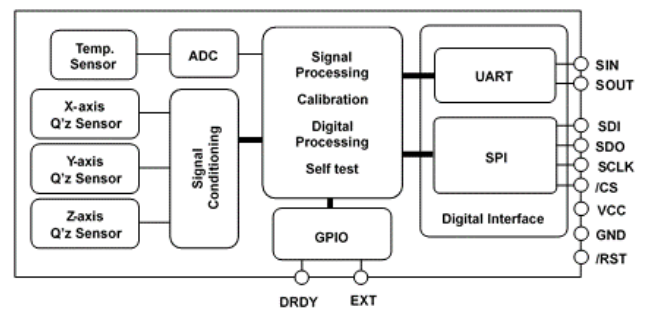 Temp.
Sensor
ADC
X-axis
Q'z Sensor
Y-axis
Q'z Sensor
Z-axis
Q'z Sensor
Signal
Conditioning
Signal
Processing
Calibration
Digital
Processing
Self test
GPIO
UART
SPI
Digital Interface
SIN
SOUT
SDI
SDO
SCLK
/CS
VCC
GND
/RST
DRDY
EXT